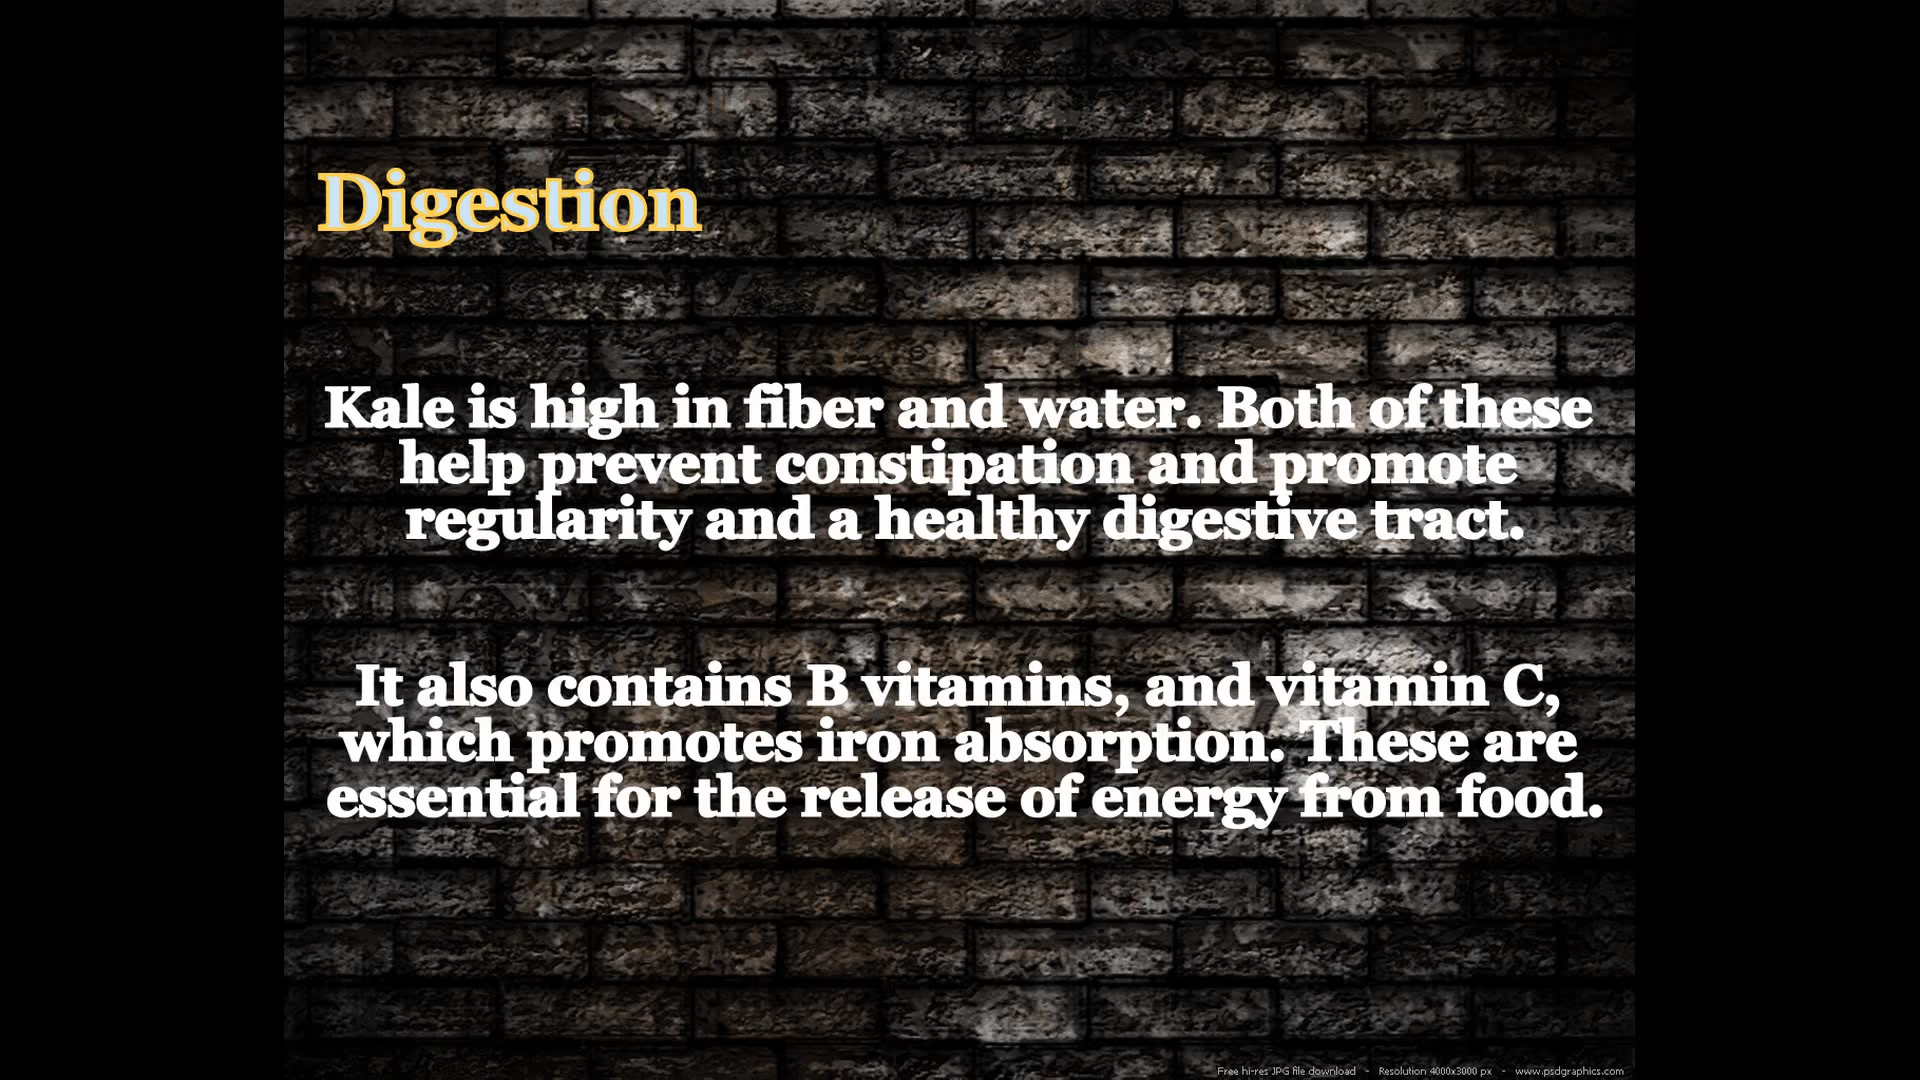 Digestion
Kale is high in fiber and water. Both of these
help prevent constipation and promote
regularity and a healthy digestive tract.
It also contains B vitamins, and vitamin C,
which promotes iron absorption. These are
essential for the release of energy from food.
Free hi-res JPG file download - Resolution 4000x3000 px - www.psdgraphics.com